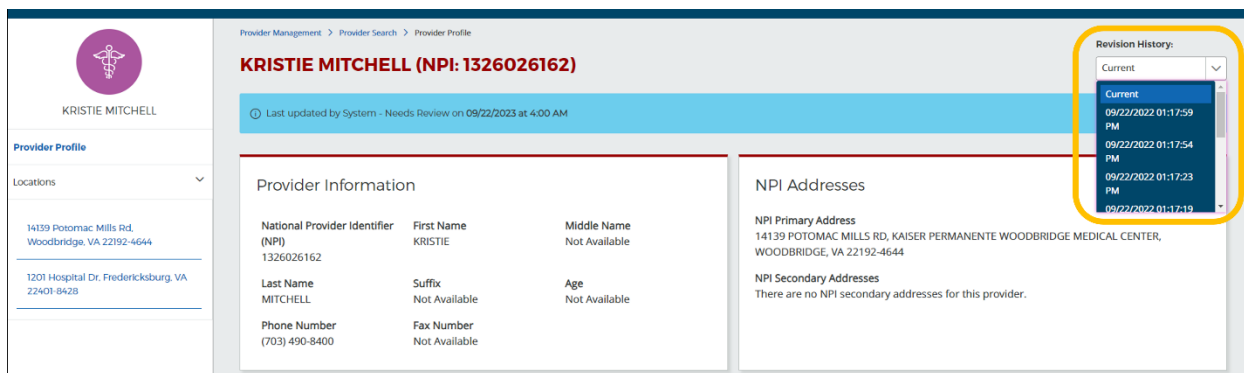 Provider Management > Provider Search > Provider Profile
KRISTIE MITCHELL (NPI: 1326026162)
Revision History:
Current
Current
09/22/2022 01:17:59
PM
09/22/2022 01:17:54
PM
09/22/2022 01:17:23
PM
09/22/2022 01:17:19
KRISTIE MITCHELL
Provider Profile
Locations
14139 Potomac Mills Rd,
Woodbridge, VA 22192-4644
1201 Hospital Dr, Fredericksburg, VA
22401-8428
Last updated by System - Needs Review on 09/22/2023 at 4:00 AM
Provider Information
National Provider Identifier
(NPI)
1326026162
First Name
KRISTIE
Middle Name
Not Available
Last Name
MITCHELL
Suffix
Not Available
Age
Not Available
Phone Number
(703) 490-8400
Fax Number
Not Available
NPI Addresses
NPI Primary Address
14139 POTOMAC MILLS RD, KAISER PERMANENTE WOODBRIDGE MEDICAL CENTER,
WOODBRIDGE, VA 22192-4644
NPI Secondary Addresses
There are no NPI secondary addresses for this provider.